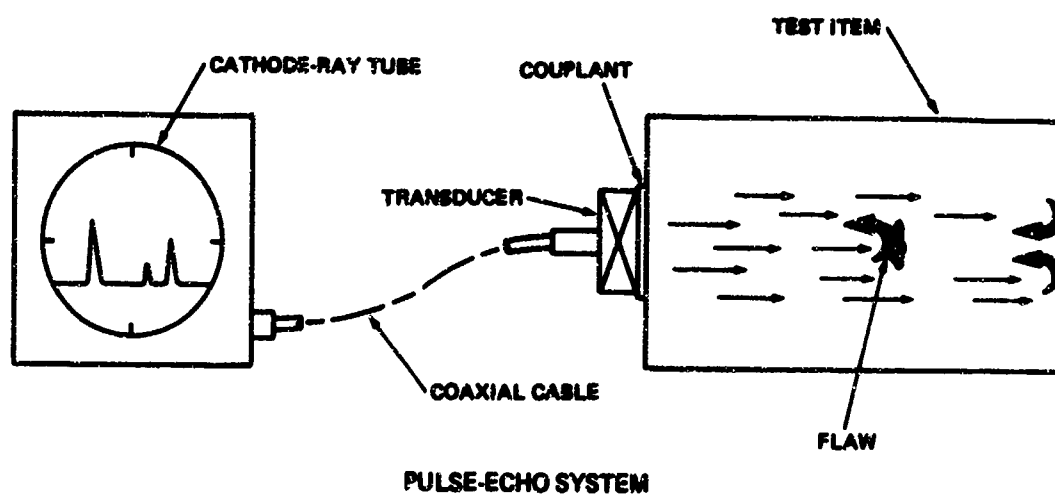 TEST ITEM
CATHODE-RAY TUBE
COUPLANT
TRANSDUCER
COAXIAL CABLE
FLAW
PULSE-ECHO SYSTEM